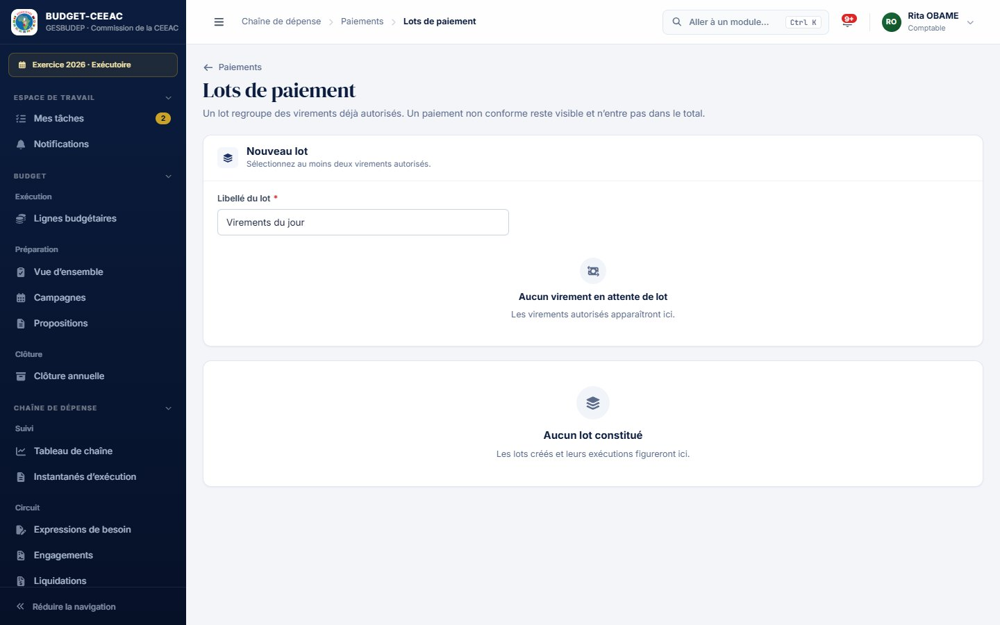 BUDGET-CEEAC
GESBUDEP · Commission de la CEEAC
Exercice 2026 · Exécutoire
ESPACE DE TRAVAIL
Mes tâches
2
Notifications
BUDGET
Exécution
Lignes budgétaires
Préparation
Vue d’ensemble
Campagnes
Propositions
Clôture
Clôture annuelle
CHAÎNE DE DÉPENSE
Suivi
Tableau de chaîne
Instantanés d’exécution
Circuit
Expressions de besoin
Engagements
Liquidations
Réduire la navigation
Chaîne de dépense
Paiements
Lots de paiement
Aller à un module...
Ctrl K
9+
RO
Rita OBAME
Comptable
Paiements
Lots de paiement
Un lot regroupe des virements déjà autorisés. Un paiement non conforme reste visible et n’entre pas dans le total.
Nouveau lot
Sélectionnez au moins deux virements autorisés.
Libellé du lot *
Virements du jour
Aucun virement en attente de lot
Les virements autorisés apparaîtront ici.
Aucun lot constitué
Les lots créés et leurs exécutions figureront ici.